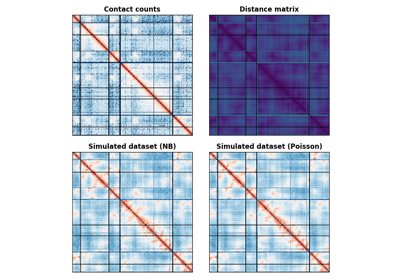 Contact counts
Distance matrix
Simulated dataset (NB)
Simulated dataset (Poisson)